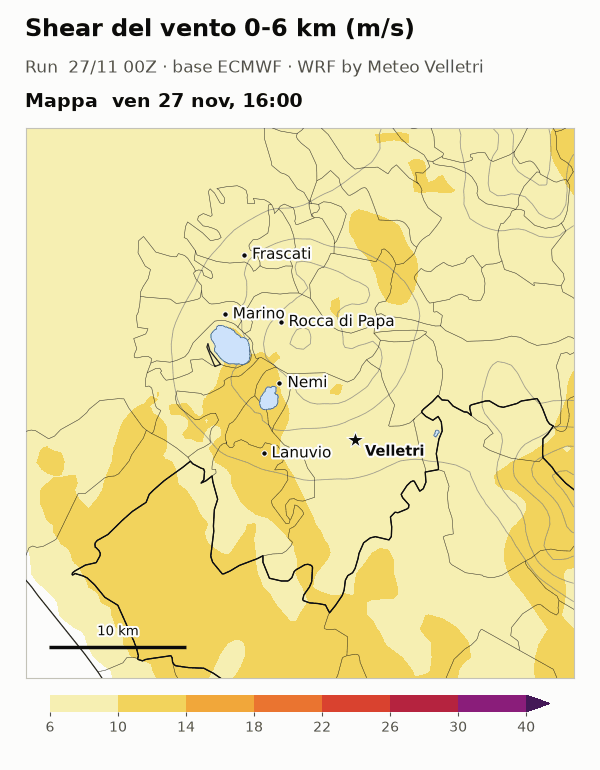 Shear del vento 0-6 km (m/s)
Run  27/11 00Z · base ECMWF · WRF by Meteo Velletri
Mappa  ven 27 nov, 16:00
Frascati
Marino
Rocca di Papa
Nemi
Velletri
Lanuvio
10 km
6 10 14 18 22 26 30 40